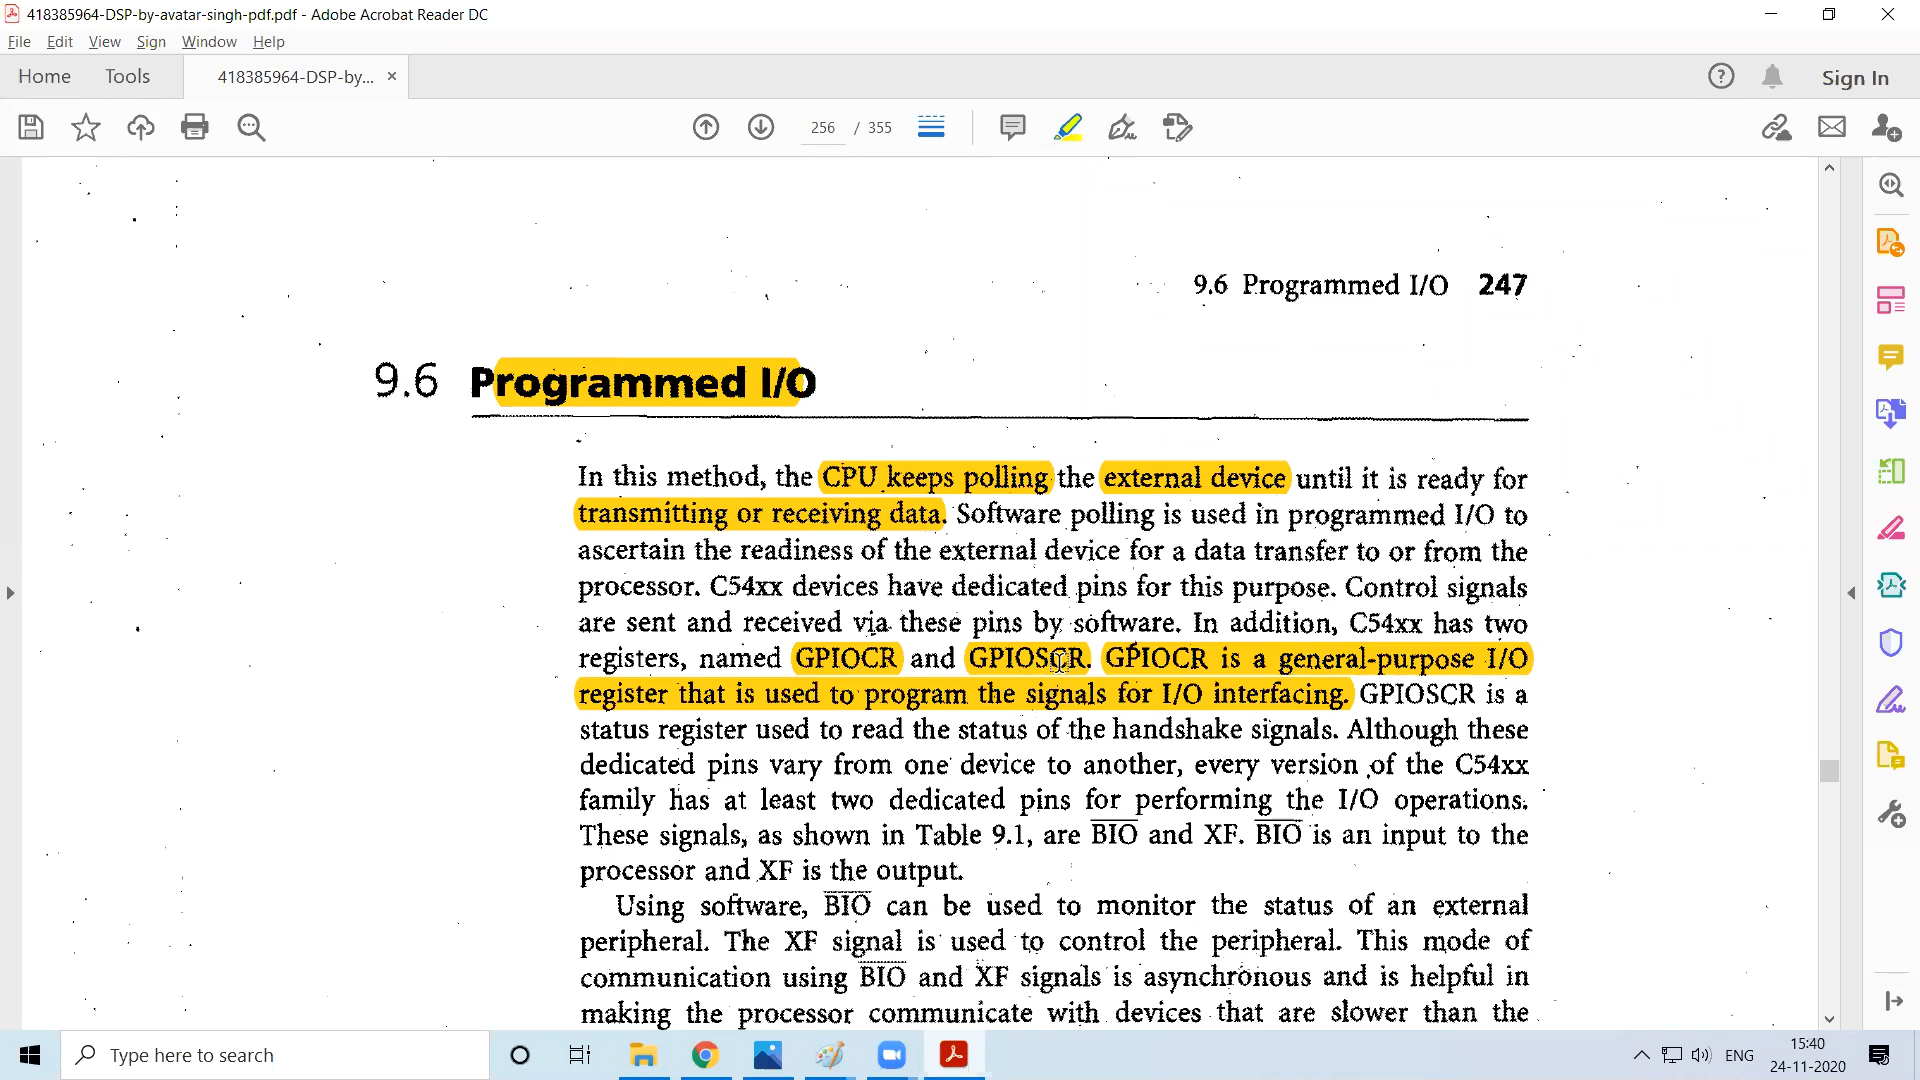 418385964-DSP-by-avatar-singh-pdf.pdf - Adobe Acrobat Reader DC
File Edit View Sign Window Help
Home Tools 418385964-DSP-by... × Sign In
256 / 355
9.6 Programmed I/O 247
9.6 Programmed I/O
In this method, the CPU keeps polling the external device until it is ready for
transmitting or receiving data. Software polling is used in programmed I/O to
ascertain the readiness of the external device for a data transfer to or from the
processor. C54xx devices have dedicated pins for this purpose. Control signals
are sent and received via these pins by software. In addition, C54xx has two
registers, named GPIOCR and GPIOSCR. GPIOCR is a general-purpose I/O
register that is used to program the signals for I/O interfacing. GPIOSCR is a
status register used to read the status of the handshake signals. Although these
dedicated pins vary from one device to another, every version of the C54xx
family has at least two dedicated pins for performing the I/O operations.
These signals, as shown in Table 9.1, are B̅I̅O̅ and XF. B̅I̅O̅ is an input to the
processor and XF is the output.
Using software, B̅I̅O̅ can be used to monitor the status of an external
peripheral. The XF signal is used to control the peripheral. This mode of
communication using B̅I̅O̅ and XF signals is asynchronous and is helpful in
making the processor communicate with devices that are slower than the
Type here to search
ENG
15:40
24-11-2020